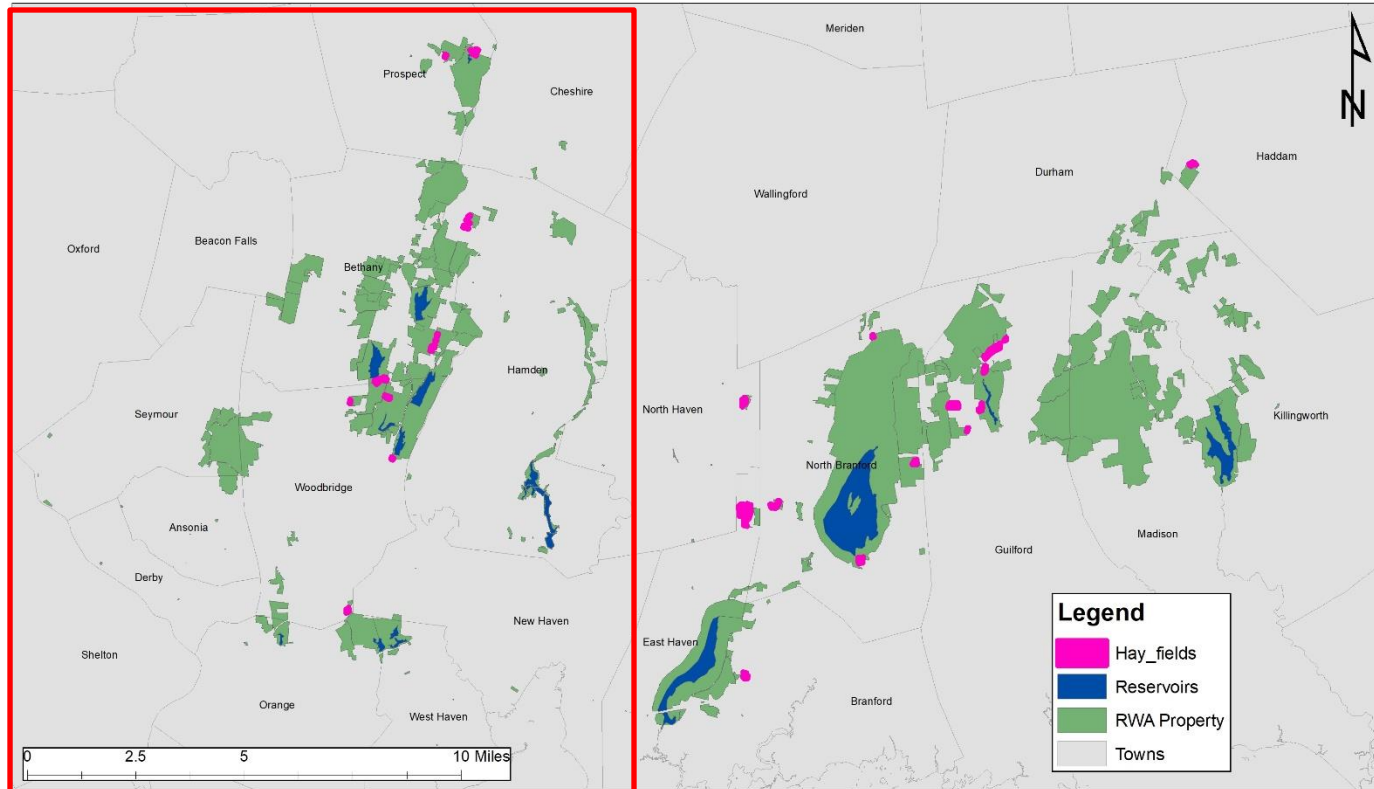 Meriden
Prospect
Cheshire
N
Haddam
Durham
Wallingford
Oxford
Beacon Falls
Bethany
Hamden
Seymour
North Haven
Killingworth
North Branford
Woodbridge
Ansonia
Madison
Guilford
Derby
New Haven
East Haven
Shelton
Orange
West Haven
Branford
Legend
Hay_fields
Reservoirs
RWA Property
Towns
0 2.5 5 10 Miles